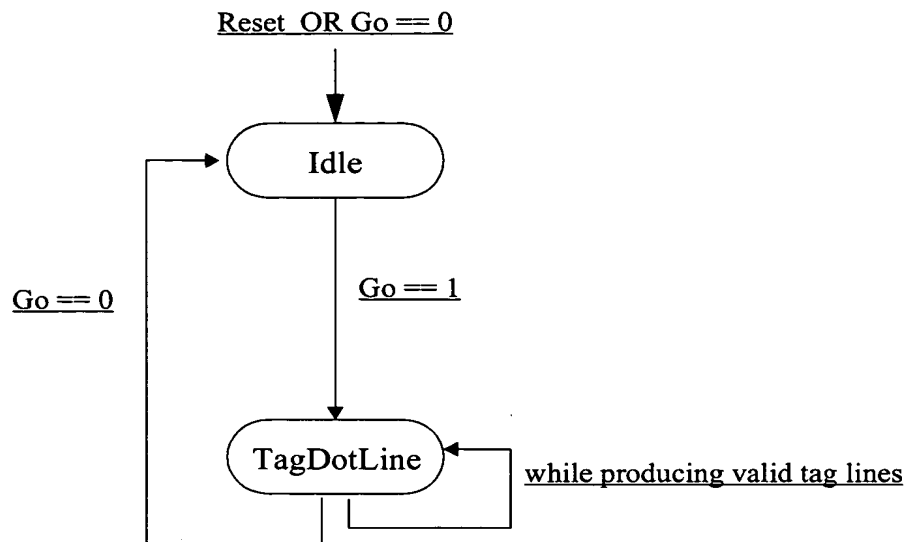 Reset OR Go == 0
Idle
Go == 0
Go == 1
TagDotLine
while producing valid tag lines